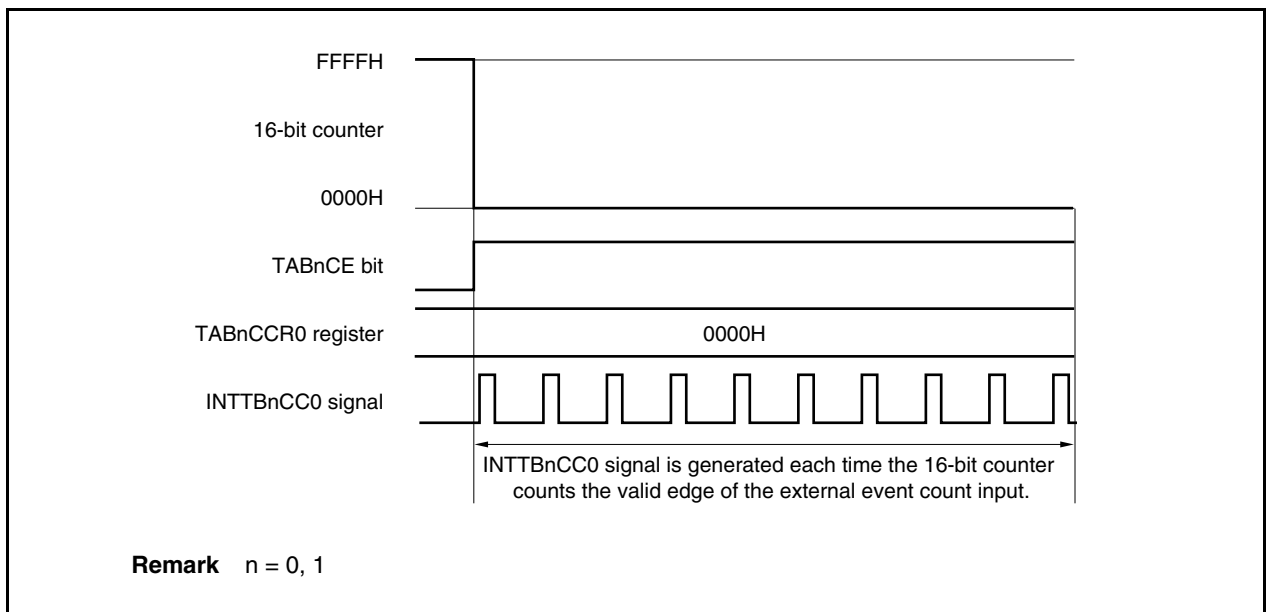 FFFFH
16-bit counter
0000H
TABnCE bit
TABnCCR0 register
0000H
INTTBnCC0 signal
INTTBnCC0 signal is generated each time the 16-bit counter
counts the valid edge of the external event count input.
Remark n = 0, 1